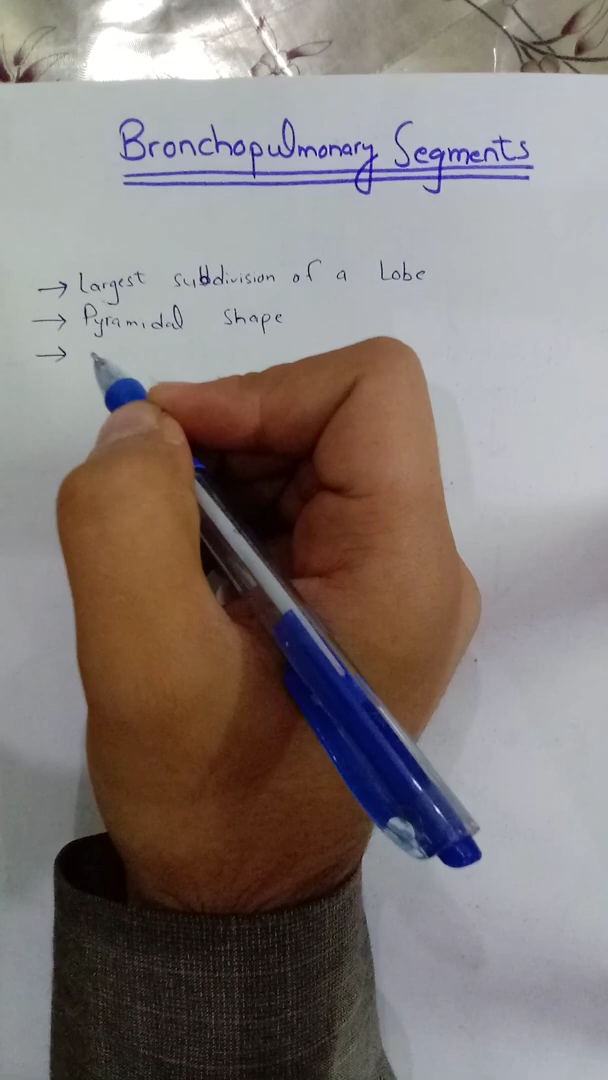 Bronchopulmonary Segments
→ Largest subdivision of a Lobe
→ Pyramidal Shape
→